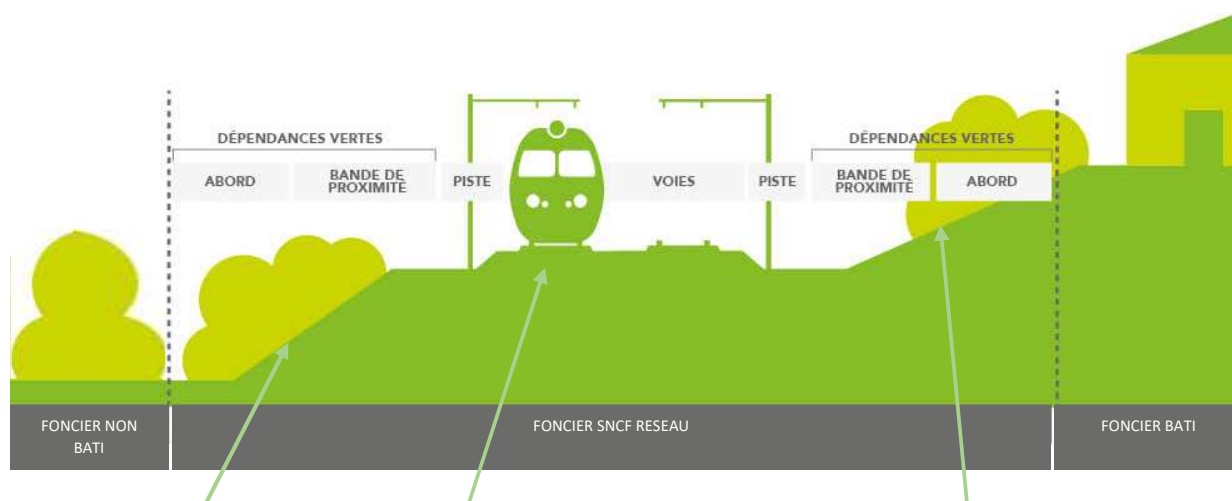 DÉPENDANCES VERTES
DÉPENDANCES VERTES
ABORD
BANDE DE
PROXIMITÉ
PISTE
VOIES
PISTE
BANDE DE
PROXIMITÉ
ABORD
FONCIER NON
BATI
FONCIER SNCF RESEAU
FONCIER BATI